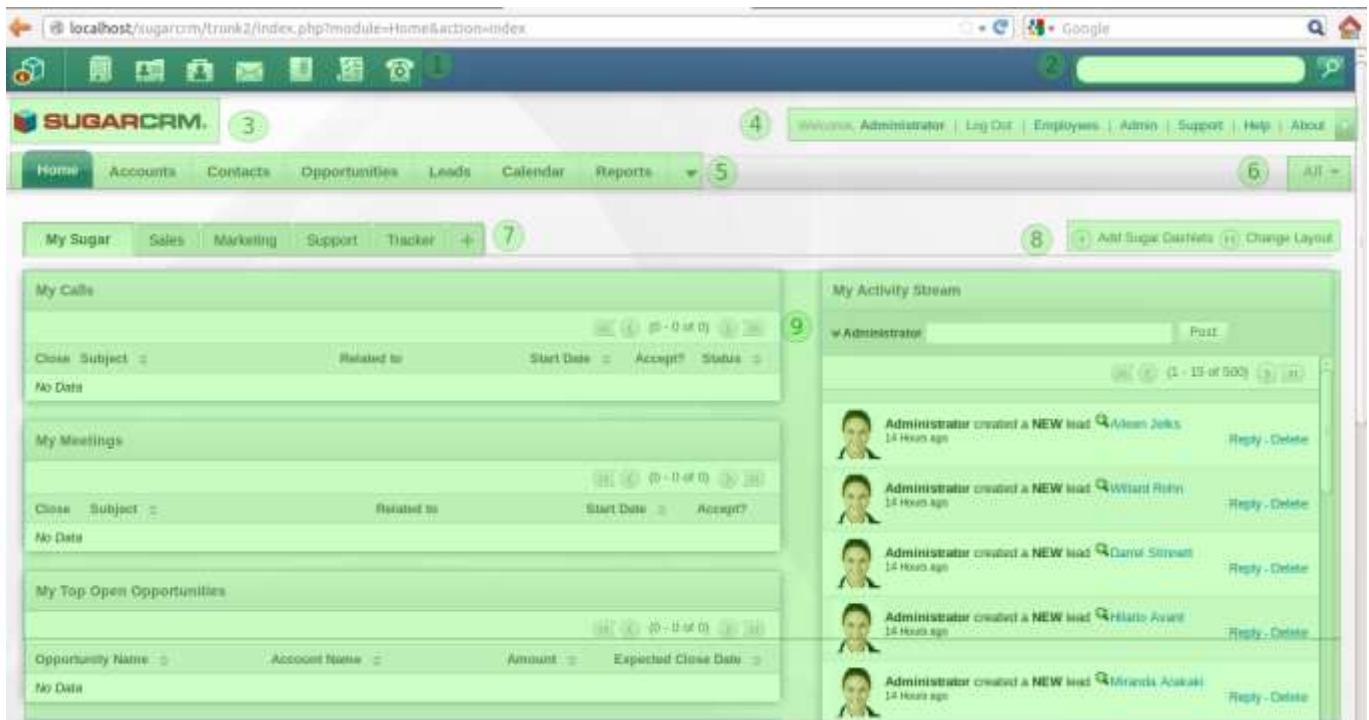 localhost/sugarcrm/trunk2/index.php?module=Home&action=index
Google
1
2
SUGARCRM.
3
4
Welcome, Administrator | Log Out | Employees | Admin | Support | Help | About
Home Accounts Contacts Opportunities Leads Calendar Reports
5
6
All
My Sugar Sales Marketing Support Tracker +
7
8
Add Sugar Dashlets Change Layout
My Calls
(0 - 0 of 0)
Close Subject Related to Start Date Accept? Status
No Data
My Meetings
(0 - 0 of 0)
Close Subject Related to Start Date Accept?
No Data
My Top Open Opportunities
(0 - 0 of 0)
Opportunity Name Account Name Amount Expected Close Date
No Data
9
My Activity Stream
Administrator Post
(1 - 15 of 500)
Administrator created a NEW lead Aileen Jelks
14 Hours ago
Reply - Delete
Administrator created a NEW lead Willard Rohn
14 Hours ago
Reply - Delete
Administrator created a NEW lead Darrel
14 Hours ago
Reply - Delete
Administrator created a NEW lead Hilario Avant
14 Hours ago
Reply - Delete
Administrator created a NEW lead Miranda Arakaki
14 Hours ago
Reply - Delete